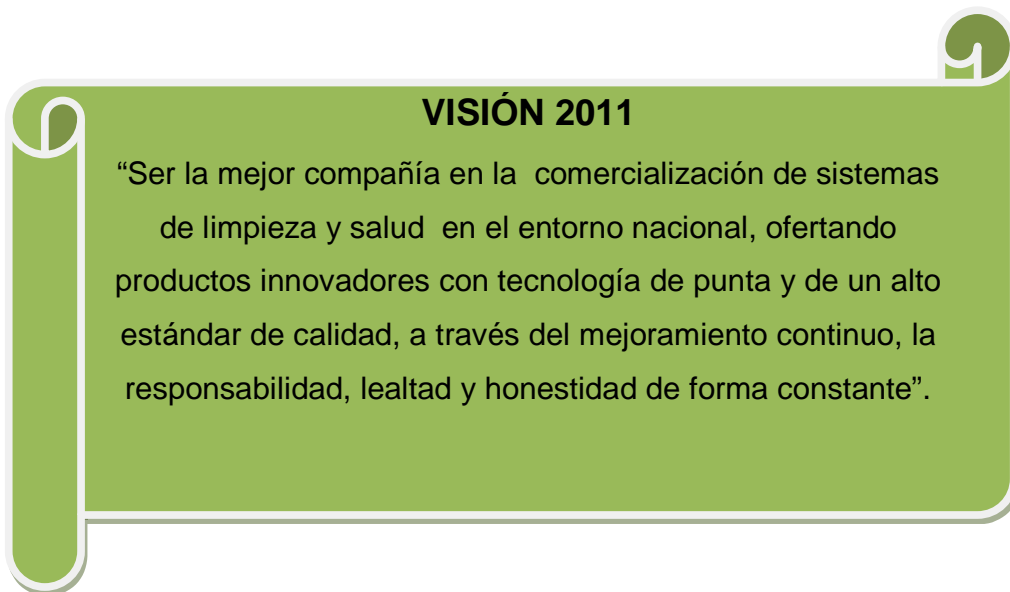 VISIÓN 2011
“Ser la mejor compañía en la  comercialización de sistemas
de limpieza y salud  en el entorno nacional, ofertando
productos innovadores con tecnología de punta y de un alto
estándar de calidad, a través del mejoramiento continuo, la
responsabilidad, lealtad y honestidad de forma constante”.